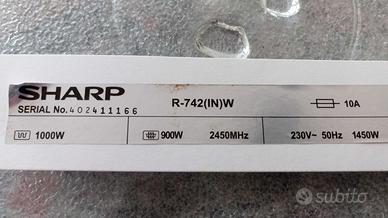 SHARP R-742(IN)W 10A
SERIAL No. 402411166
1000W 900W 2450MHz 230V~ 50Hz 1450W
subito